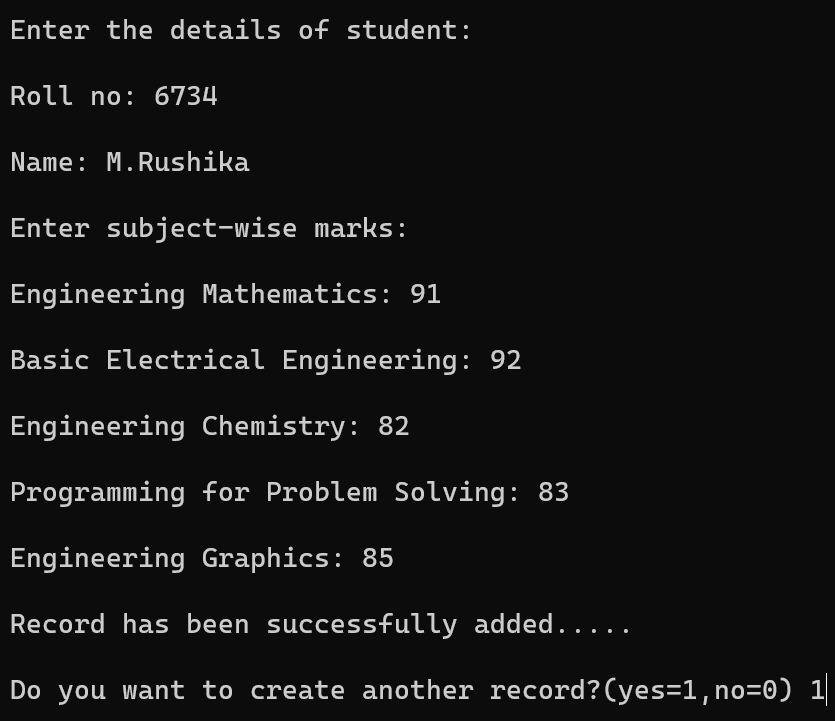 Enter the details of student:
Roll no: 6734
Name: M.Rushika
Enter subject-wise marks:
Engineering Mathematics: 91
Basic Electrical Engineering: 92
Engineering Chemistry: 82
Programming for Problem Solving: 83
Engineering Graphics: 85
Record has been successfully added.....
Do you want to create another record?(yes=1,no=0) 1